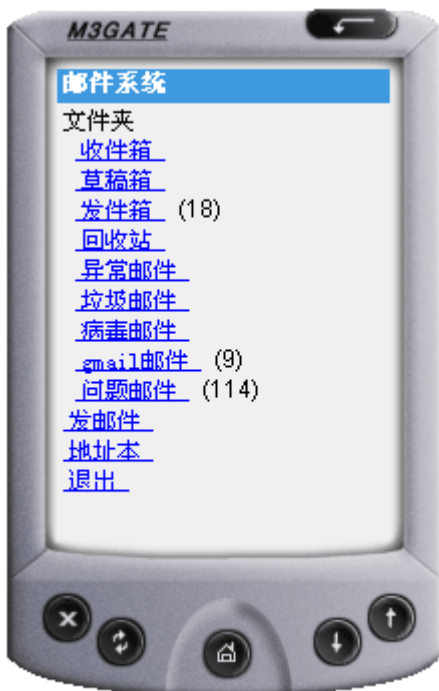 M3GATE
邮件系统
文件夹
收件箱
草稿箱
发件箱 (18)
回收站
异常邮件
垃圾邮件
病毒邮件
gmail邮件 (9)
问题邮件 (114)
发邮件
地址本
退出